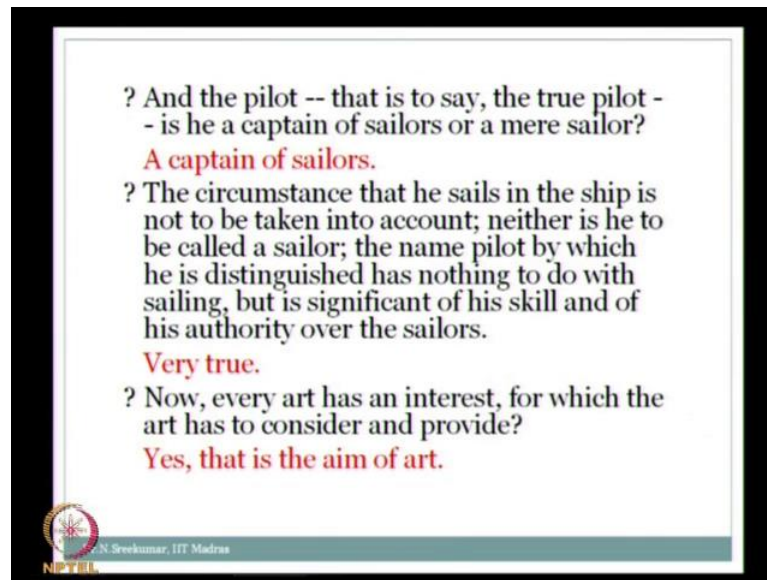 ? And the pilot -- that is to say, the true pilot -
- is he a captain of sailors or a mere sailor?
A captain of sailors.
? The circumstance that he sails in the ship is
not to be taken into account; neither is he to
be called a sailor; the name pilot by which
he is distinguished has nothing to do with
sailing, but is significant of his skill and of
his authority over the sailors.
Very true.
? Now, every art has an interest, for which the
art has to consider and provide?
Yes, that is the aim of art.
N.Sreekumar, IIT Madras
NPTEL